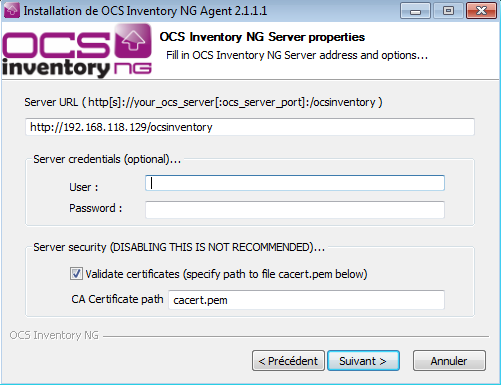 Installation de OCS Inventory NG Agent 2.1.1.1
OCS
inventory NG
OCS Inventory NG Server properties
Fill in OCS Inventory NG Server address and options...
Server URL ( http[s]://your_ocs_server[:ocs_server_port]:/ocsinventory )
http://192.168.118.129/ocsinventory
Server credentials (optional)...
User :
Password :
Server security (DISABLING THIS IS NOT RECOMMENDED)...
Validate certificates (specify path to file cacert.pem below)
CA Certificate path cacert.pem
OCS Inventory NG
< Précédent Suivant > Annuler